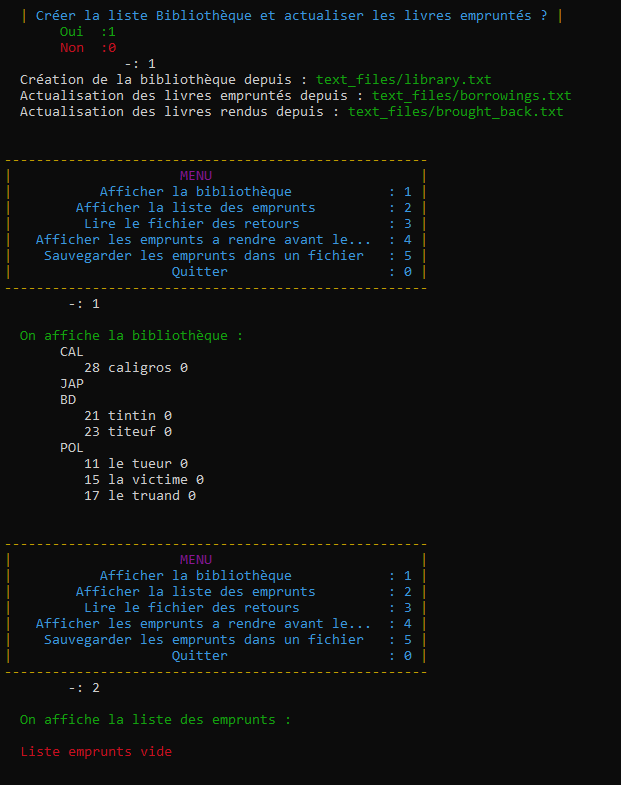 | Créer la liste Bibliothèque et actualiser les livres empruntés ? |
Oui  :1
Non  :0
-: 1
Création de la bibliothèque depuis : text_files/library.txt
Actualisation des livres empruntés depuis : text_files/borrowings.txt
Actualisation des livres rendus depuis : text_files/brought_back.txt
-----------------------------------------------------
| MENU |
| Afficher la bibliothèque : 1 |
| Afficher la liste des emprunts : 2 |
| Lire le fichier des retours : 3 |
| Afficher les emprunts a rendre avant le... : 4 |
| Sauvegarder les emprunts dans un fichier : 5 |
| Quitter : 0 |
-----------------------------------------------------
-: 1
On affiche la bibliothèque :
CAL
28 caligros 0
JAP
BD
21 tintin 0
23 titeuf 0
POL
11 le tueur 0
15 la victime 0
17 le truand 0
-----------------------------------------------------
| MENU |
| Afficher la bibliothèque : 1 |
| Afficher la liste des emprunts : 2 |
| Lire le fichier des retours : 3 |
| Afficher les emprunts a rendre avant le... : 4 |
| Sauvegarder les emprunts dans un fichier : 5 |
| Quitter : 0 |
-----------------------------------------------------
-: 2
On affiche la liste des emprunts :
Liste emprunts vide